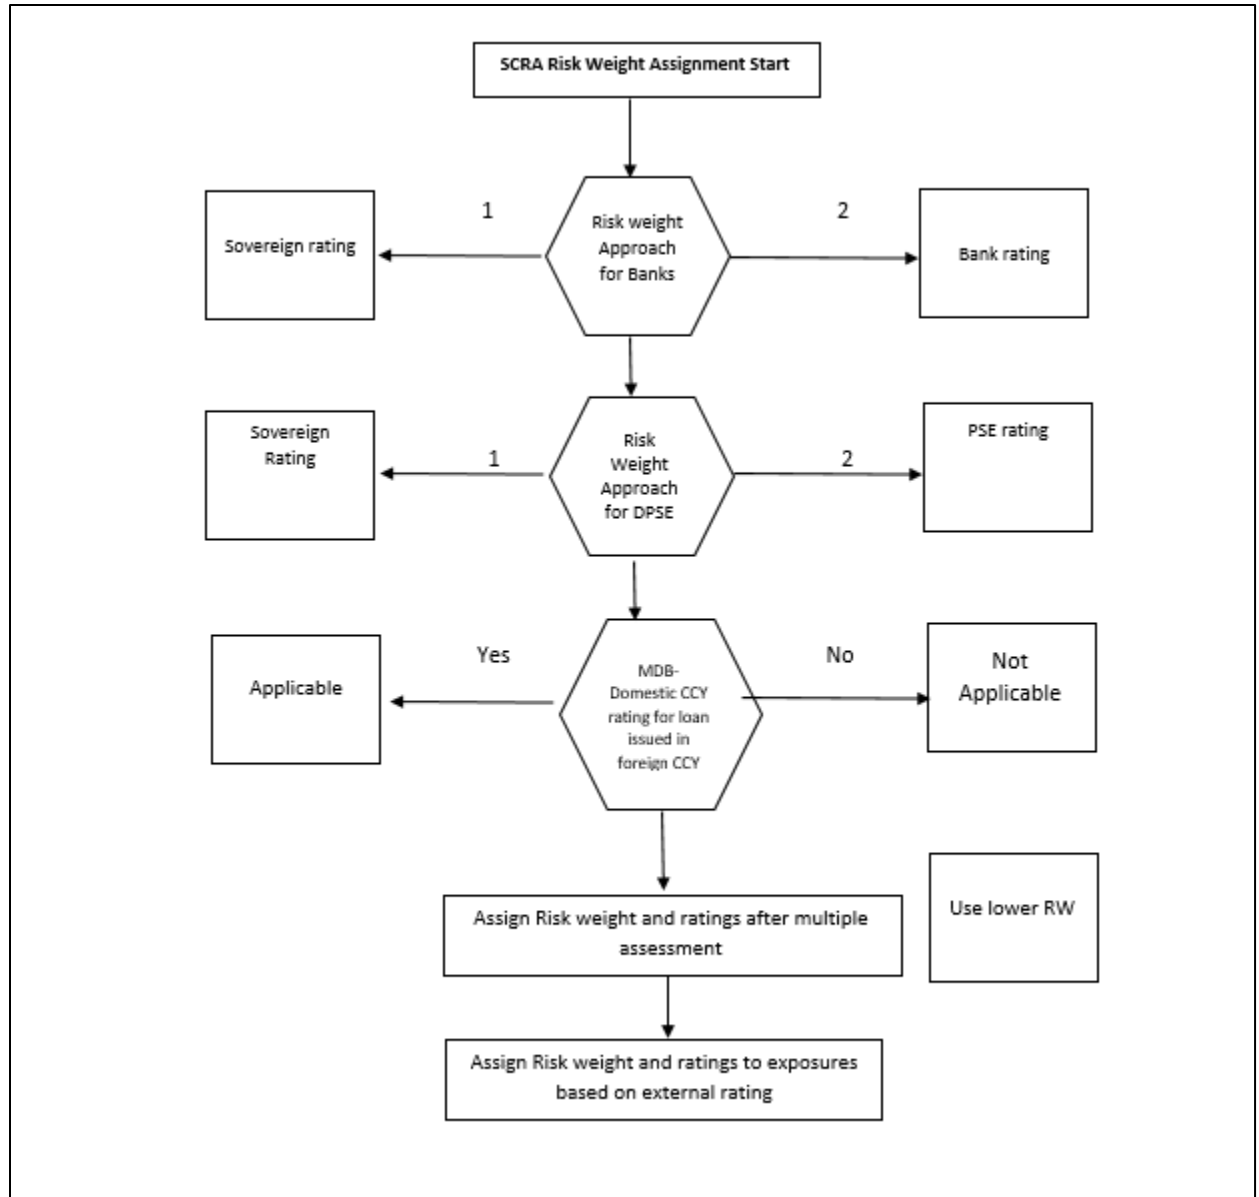 SCRA Risk Weight Assignment Start
1
2
Sovereign rating
Risk weight
Approach
for Banks
Bank rating
Sovereign
Rating
1
Risk
Weight
Approach
for DPSE
2
PSE rating
Yes
No
Applicable
MDB-
Domestic CCY
rating for loan
issued in
foreign CCY
Not
Applicable
Use lower RW
Assign Risk weight and ratings after multiple
assessment
Assign Risk weight and ratings to exposures
based on external rating